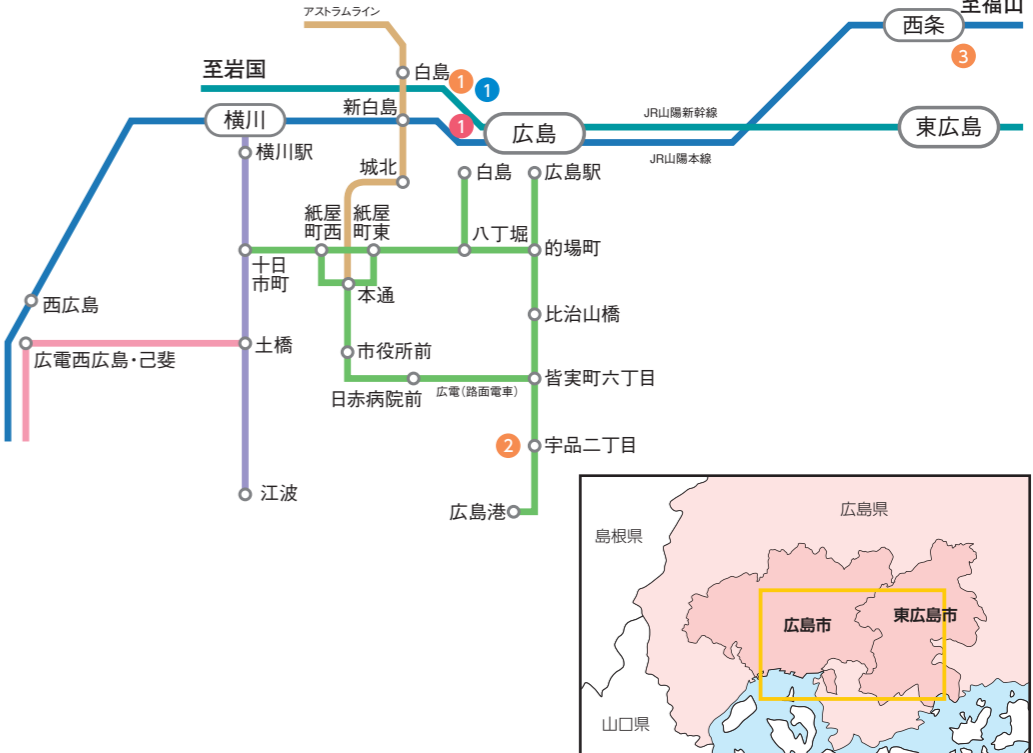 アストラムライン
至福山
西条
3
至岩国
白島
1
1
横川
新白島
1
広島
JR山陽新幹線
東広島
JR山陽本線
横川駅
城北
白島
広島駅
紙屋
町西
紙屋
町東
八丁堀
的場町
十日
市町
本通
西広島
比治山橋
広電西広島・己斐
土橋
市役所前
日赤病院前
広電（路面電車）
皆実町六丁目
2
宇品二丁目
江波
広島港
広島県
島根県
広島市
東広島市
山口県